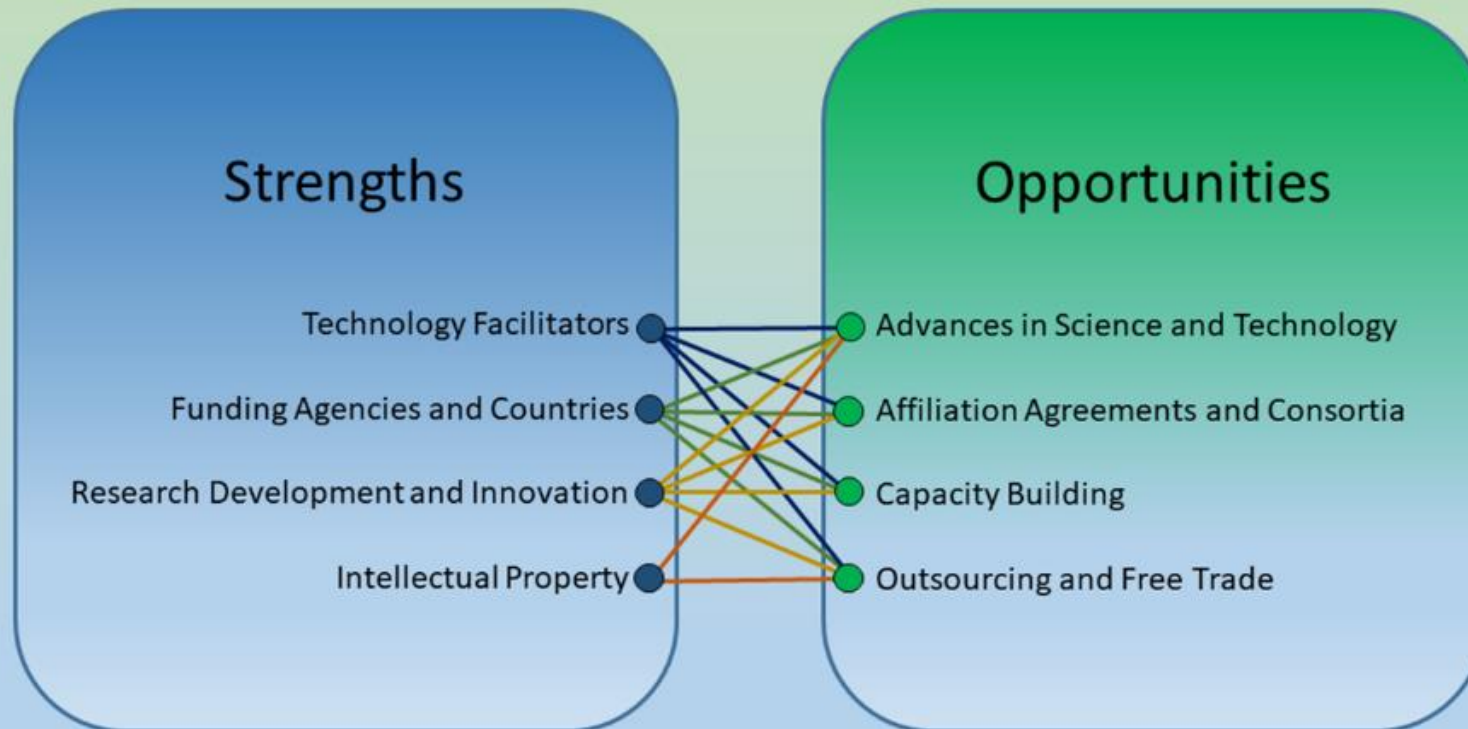 Strengths
Technology Facilitators
Funding Agencies and Countries
Research Development and Innovation
Intellectual Property
Opportunities
Advances in Science and Technology
Affiliation Agreements and Consortia
Capacity Building
Outsourcing and Free Trade